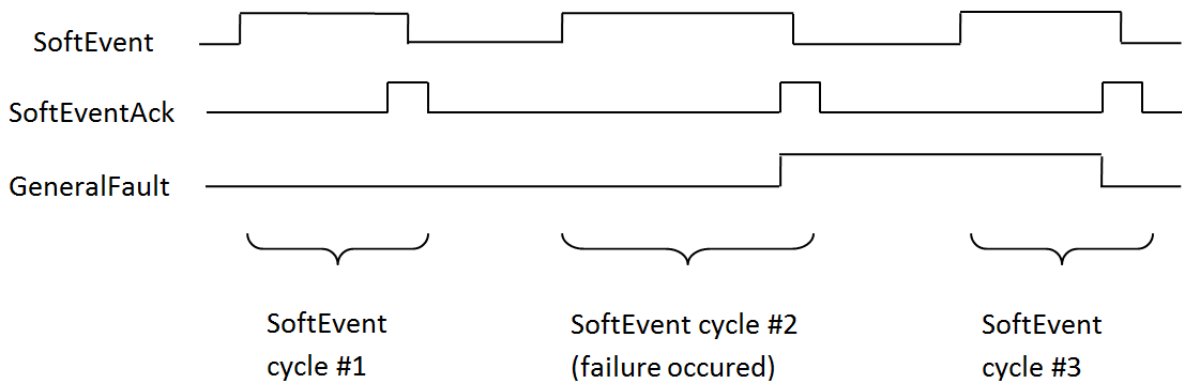 SoftEvent
SoftEventAck
GeneralFault
SoftEvent
cycle #1
SoftEvent cycle #2
(failure occured)
SoftEvent
cycle #3